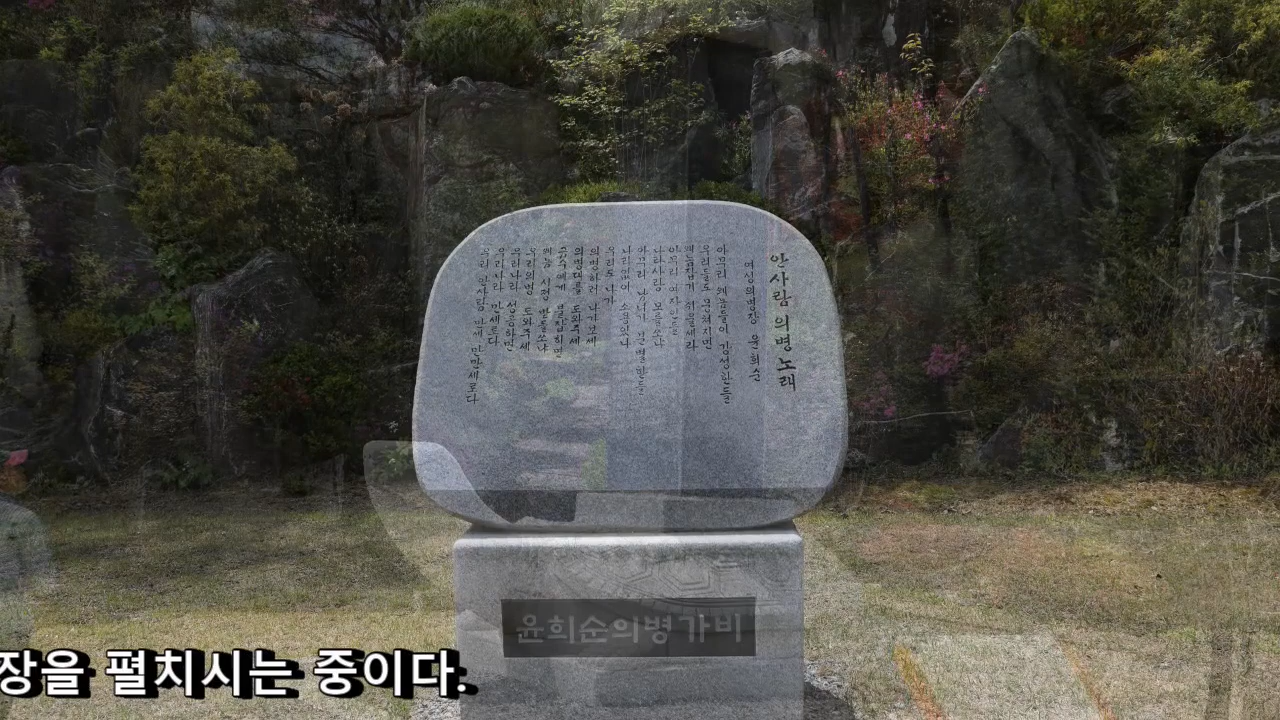 안사람 의병 노래
여성의병장 윤희순
아무리 왜놈들이 강성한들
우리들도 뭉쳐지면
왜놈잡기 쉬울세라
아무리 여자인들
나라사랑 모를쏘냐
아무리 남녀가 분별한들
나라없이 소용있나
우리도 나가
의병하러 나가보세
의병대를 도와주세
금수에게 붙잡히면
왜놈 시정 받들쏘냐
우리의병 도와주세
우리나라 성공하면
우리나라 만세로다
우리 안사람 만세 만만세로다
윤희순의병가비
장을 펼치시는 중이다.